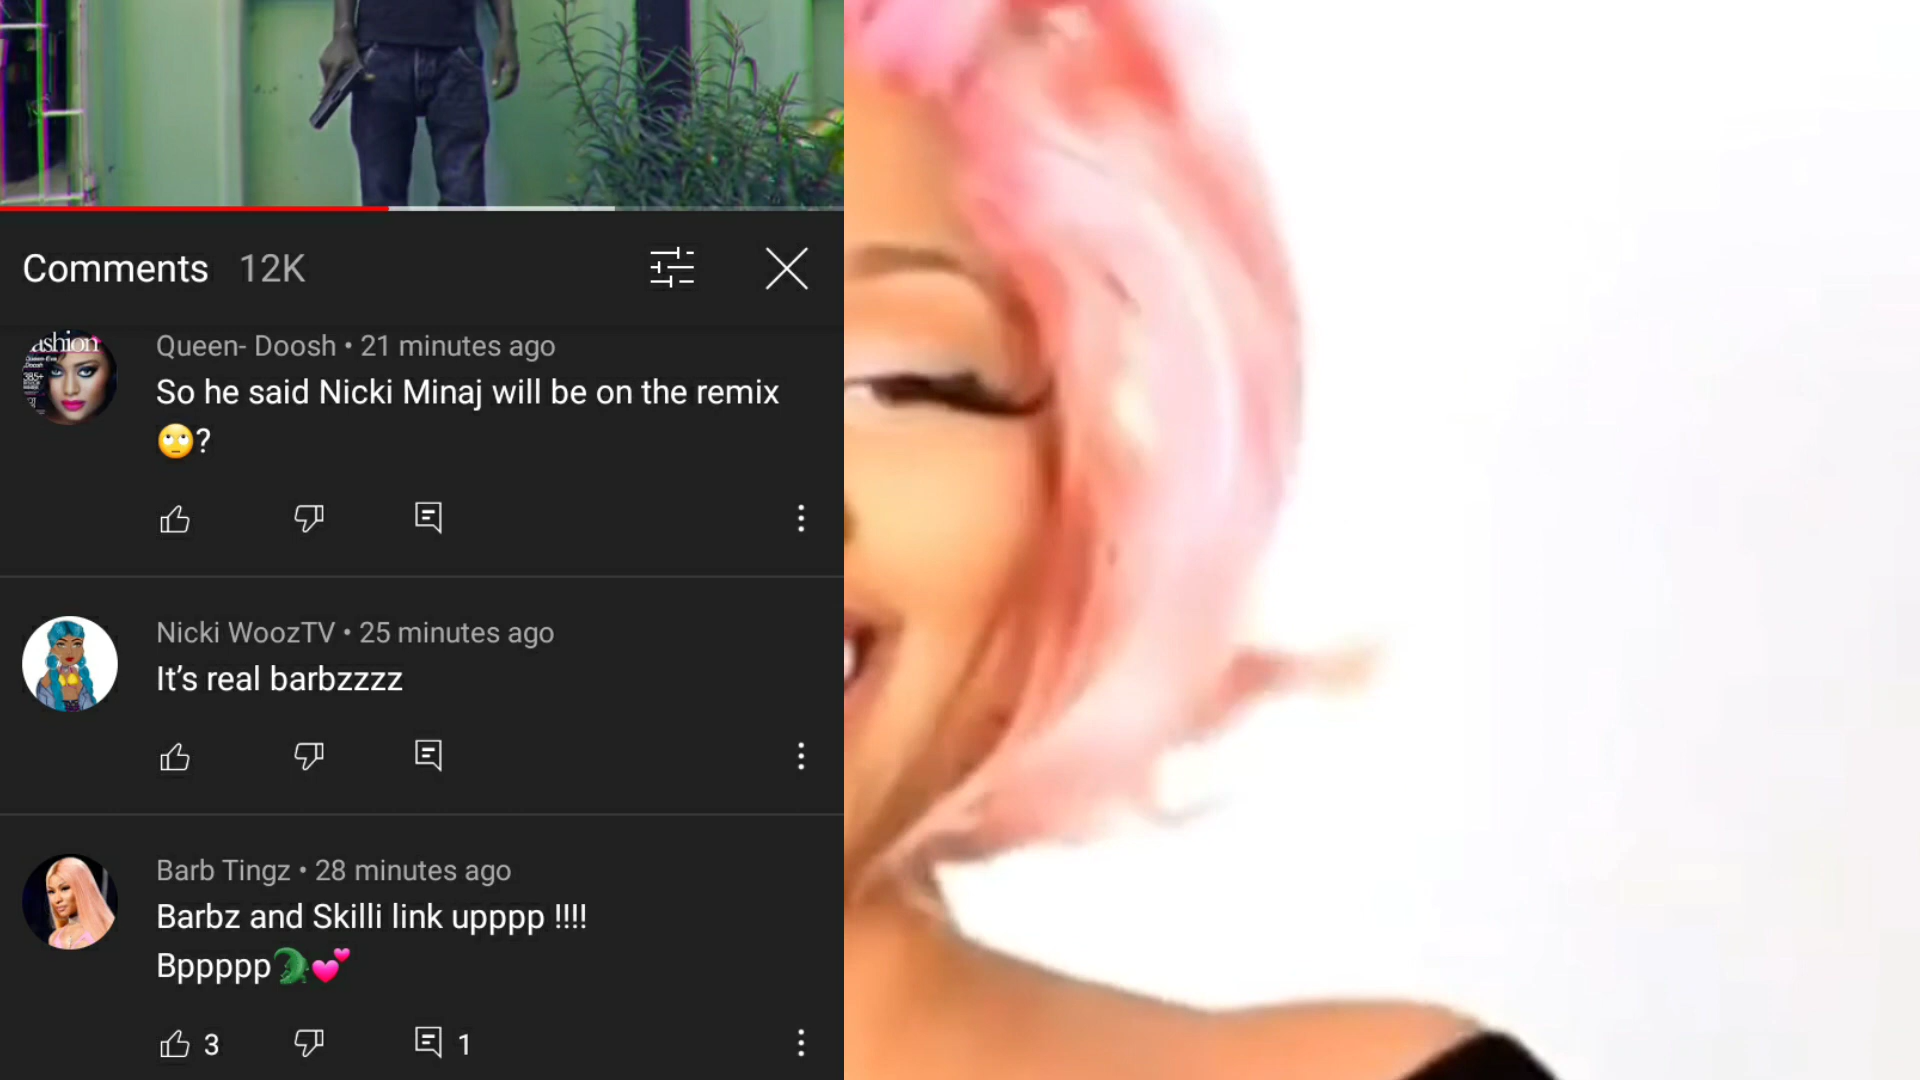 Comments 12K
ashion
Queen- Doosh • 21 minutes ago
So he said Nicki Minaj will be on the remix
🙄?
Nicki WoozTV • 25 minutes ago
It’s real barbzzzz
Barb Tingz • 28 minutes ago
Barbz and Skilli link upppp !!!!
Bppppp🐊💕
3 1